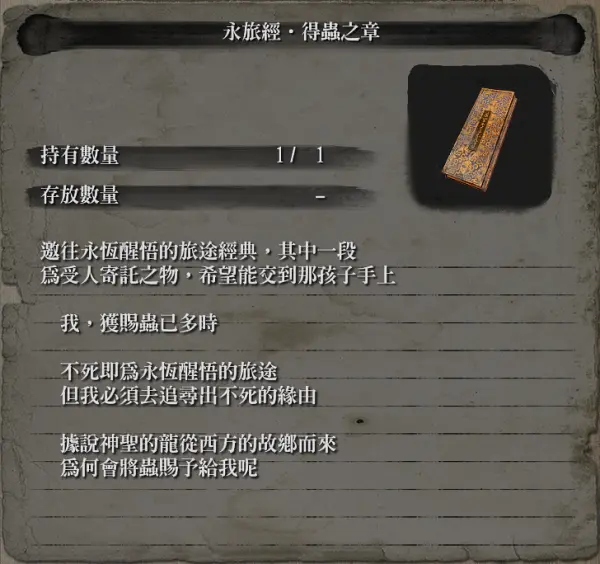 永旅經・得蟲之章
持有數量 1 / 1
存放數量 –
邀往永恆醒悟的旅途經典，其中一段
爲受人寄託之物，希望能交到那孩子手上
我，獲賜蟲已多時
不死即爲永恆醒悟的旅途
但我必須去追尋出不死的緣由
據說神聖的龍從西方的故鄉而來
爲何會將蟲賜予給我呢